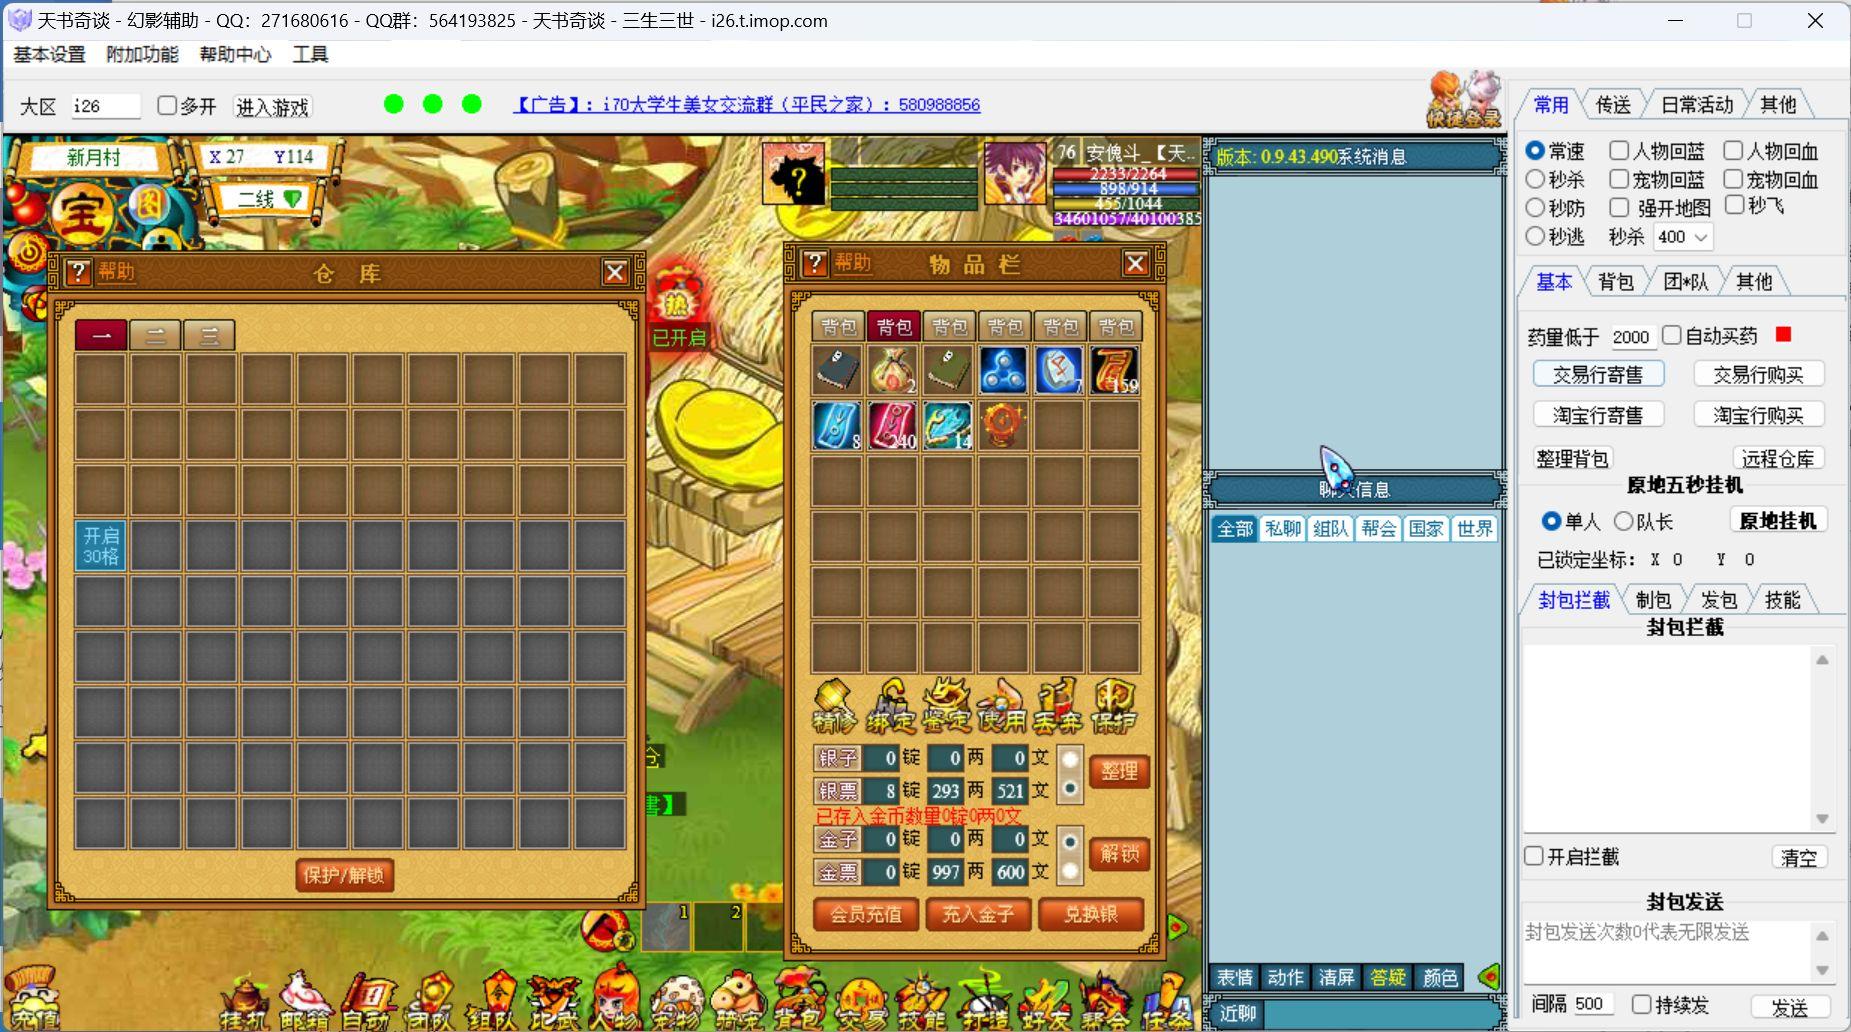 天书奇谈 - 幻影辅助 - QQ: 271680616 - QQ群: 564193825 - 天书奇谈 - 三生三世 - i26.t.imop.com
基本设置 附加功能 帮助中心 工具
大区 i26 多开 进入游戏
【广告】: i70大学生美女交流群（平民之家）: 580988856
快捷登录
新月村
X 27 Y114
二线
宝 图
76 安傀斗_【天..
2233/2264
898/914
455/1044
34601057/40100385
? 帮助 仓 库
一 二 三
开启
30格
保护/解锁
热
已开启
仓
書】
? 帮助 物 品 栏
背包 背包 背包 背包 背包 背包
2 7 159
8 240 14
精修 绑定 鉴定 使用 丢弃 保护
银子 0 锭 0 两 0 文
银票 8 锭 293 两 521 文
整理
已存入金币数量0锭0两0文
金子 0 锭 0 两 0 文
金票 0 锭 997 两 600 文
解锁
会员充值 充入金子 兑换银
1 2
充值 挂机 邮箱 自动 团队 组队 比武 人物 宠物 骑宠 背包 交易 技能 打造 好友 帮会 任务
版本: 0.9.43.490系统消息
信息
全部 私聊 组队 帮会 国家 世界
表情 动作 清屏 答疑 颜色
近聊
常用 传送 日常活动 其他
常速 人物回蓝 人物回血
秒杀 宠物回蓝 宠物回血
秒防 强开地图 秒飞
秒逃 秒杀 400
基本 背包 团*队 其他
药量低于 2000 自动买药
交易行寄售 交易行购买
淘宝行寄售 淘宝行购买
整理背包 远程仓库
原地五秒挂机
单人 队长 原地挂机
已锁定坐标: X 0 Y 0
封包拦截 制包 发包 技能
封包拦截
开启拦截 清空
封包发送
封包发送次数0代表无限发送
间隔 500 持续发 发送